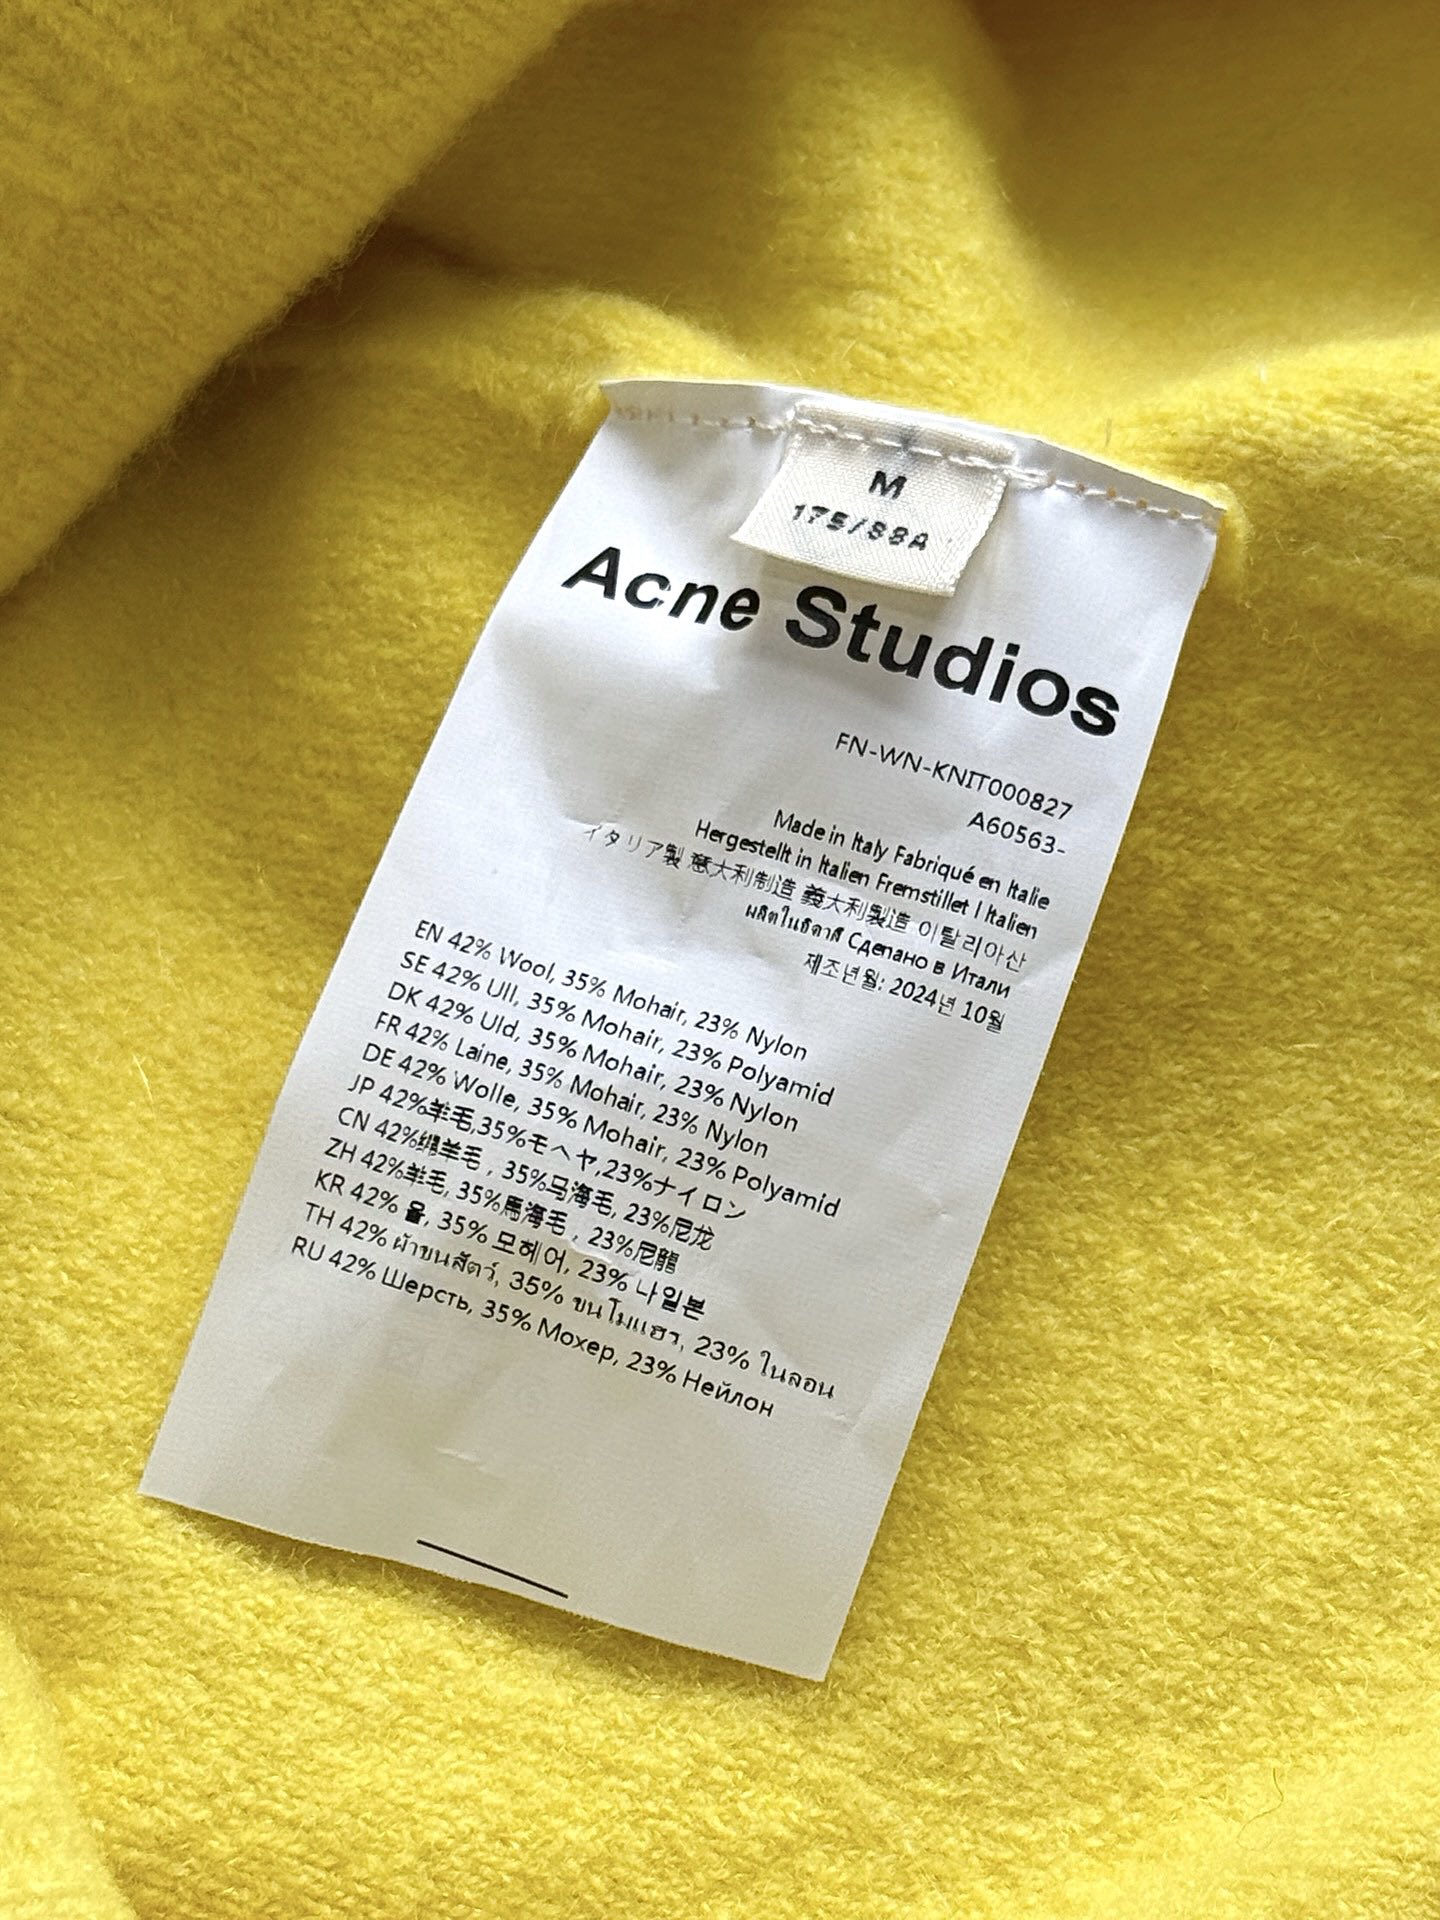 M
175/88A
Acne Studios
FN-WN-KNIT000827
A60563-
Made in Italy Fabriqué en Italie
Hergestellt in Italien Fremstillet I Italien
イタリア製 意大利制造 義大利製造 이탈리아산
ผลิตในอิตาลี Сделано в Итали
제조년월: 2024년 10월
EN 42% Wool, 35% Mohair, 23% Nylon
SE 42% Ull, 35% Mohair, 23% Polyamid
DK 42% Uld, 35% Mohair, 23% Nylon
FR 42% Laine, 35% Mohair, 23% Nylon
DE 42% Wolle, 35% Mohair, 23% Polyamid
JP 42%羊毛,35%モヘヤ,23%ナイロン
CN 42%绵羊毛, 35%马海毛, 23%尼龙
ZH 42%羊毛, 35%馬海毛, 23%尼龍
KR 42% 울, 35% 모헤어, 23% 나일본
TH 42% ผ้าขนสัตว์, 35% ขนโมแฮร, 23% ไนลอน
RU 42% Шерсть, 35% Мохер, 23% Нейлон